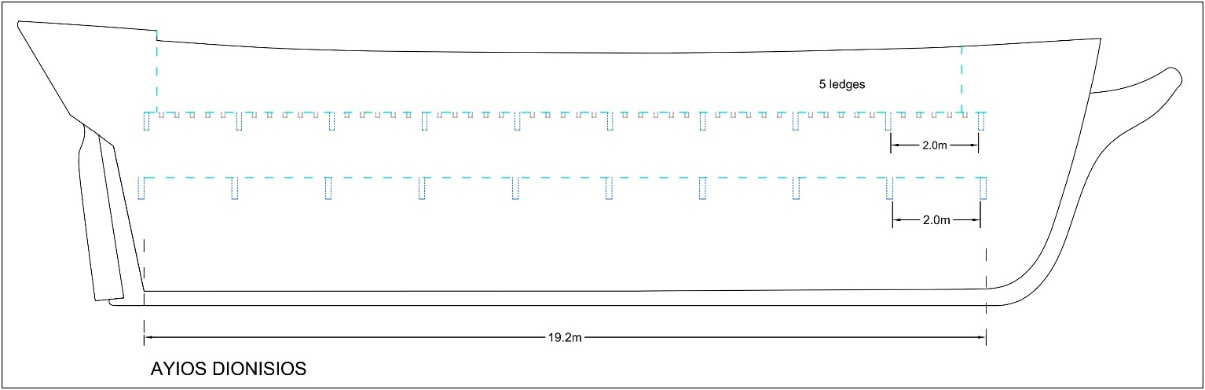 5 ledges
2.0m
2.0m
19.2m
AYIOS DIONISIOS